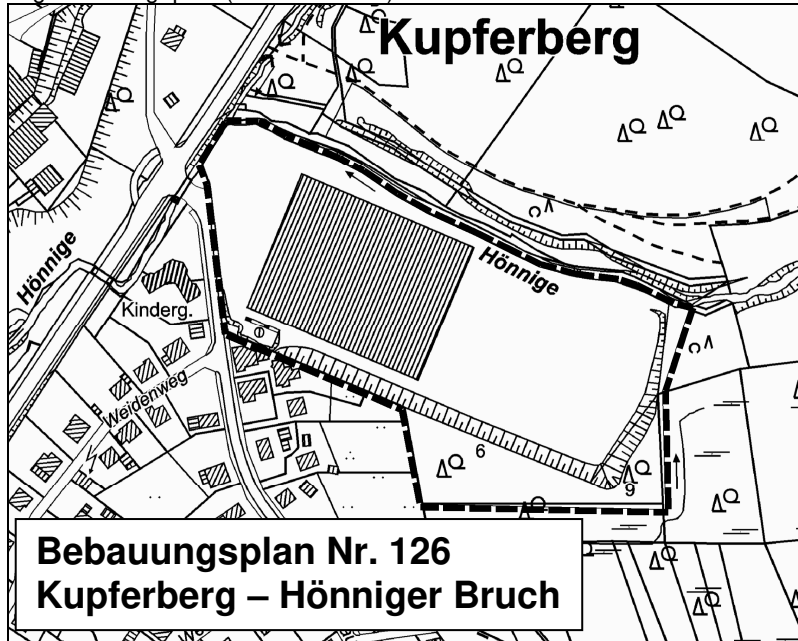 Kupferberg
Hönnige
Hönnige
Kinderg.
Weidenweg
6
9
Bebauungsplan Nr. 126
Kupferberg – Hönniger Bruch